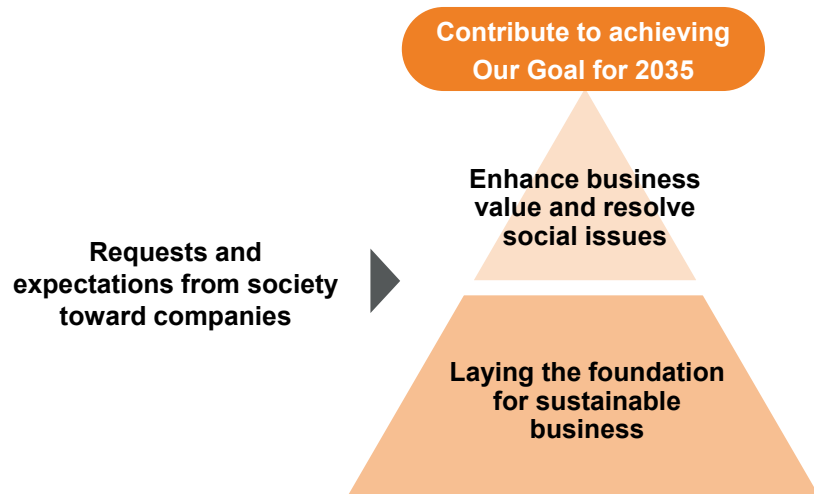 Contribute to achieving
Our Goal for 2035
Enhance business
value and resolve
social issues
Requests and
expectations from society
toward companies
Laying the foundation
for sustainable
business